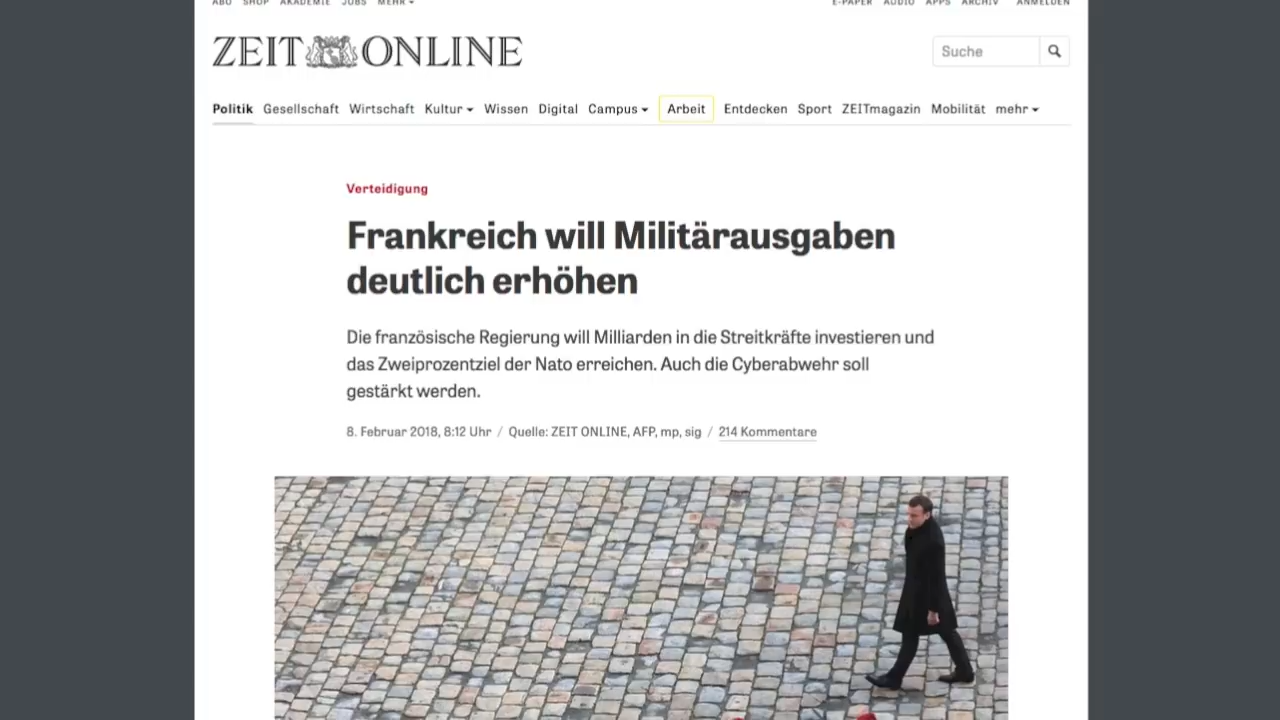 ABO SHOP AKADEMIE JOBS MEHR E-PAPER AUDIO APPS ARCHIV ANMELDEN
ZEIT ONLINE
Suche
Politik Gesellschaft Wirtschaft Kultur Wissen Digital Campus Arbeit Entdecken Sport ZEITmagazin Mobilität mehr
Verteidigung
Frankreich will Militärausgaben
deutlich erhöhen
Die französische Regierung will Milliarden in die Streitkräfte investieren und
das Zweiprozentziel der Nato erreichen. Auch die Cyberabwehr soll
gestärkt werden.
8. Februar 2018, 8:12 Uhr / Quelle: ZEIT ONLINE, AFP, mp, sig / 214 Kommentare